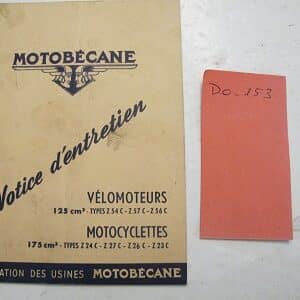 MOTOBÉCANE
Notice d'entretien
VÉLOMOTEURS
125 cm³ - TYPES Z 54 C - Z 57 C - Z 56 C
MOTOCYCLETTES
175 cm³ - TYPES Z 24 C - Z 27 C - Z 26 C - Z 23 C
ATION DES USINES MOTOBÉCANE
DO-153